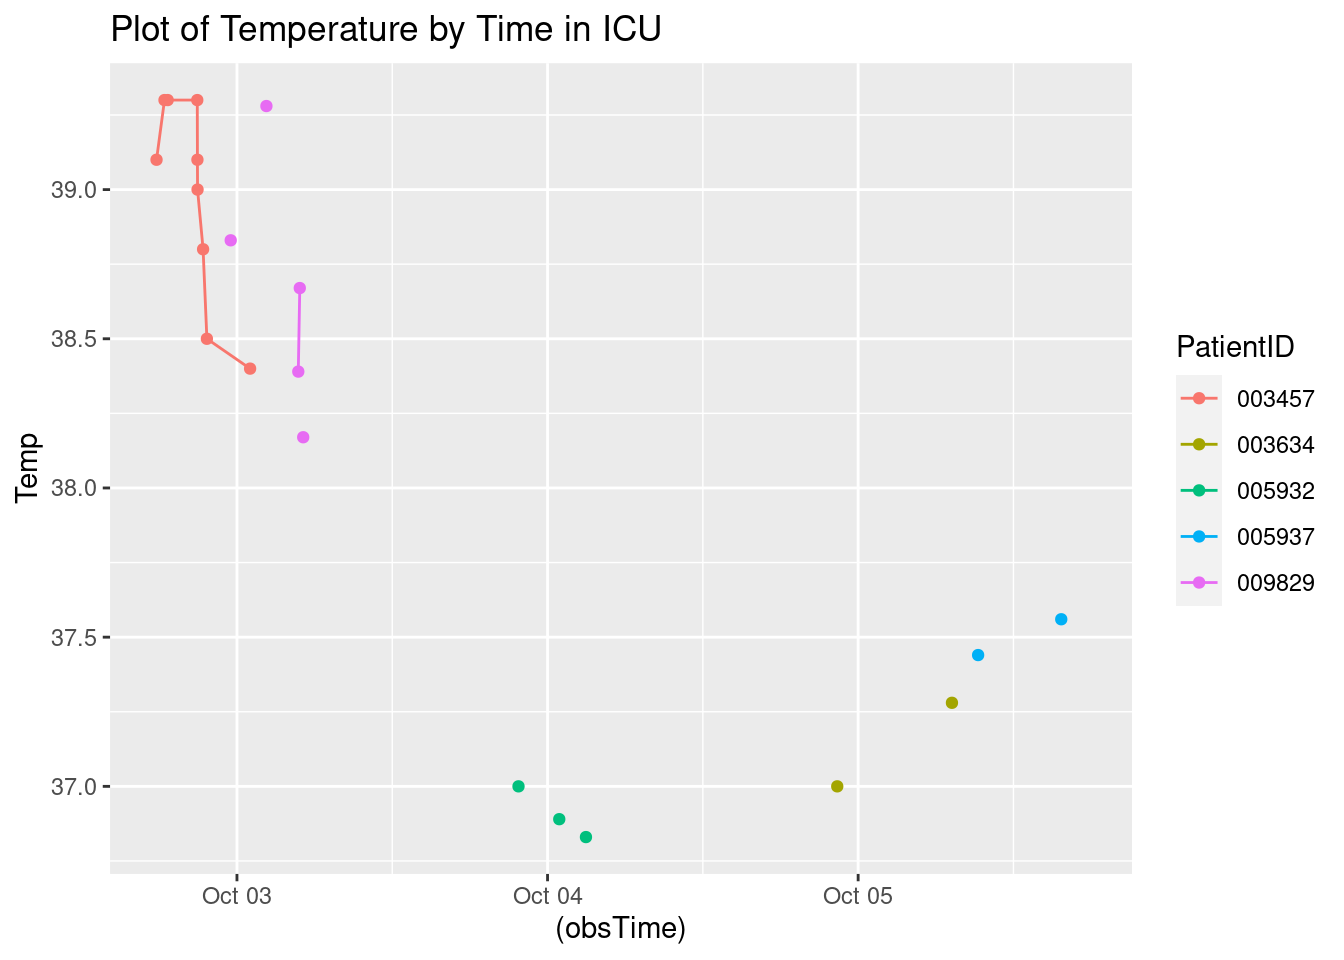 Plot of Temperature by Time in ICU
39.0
38.5
38.0
37.5
37.0
Temp
Oct 03 Oct 04 Oct 05
(obsTime)
PatientID
003457
003634
005932
005937
009829